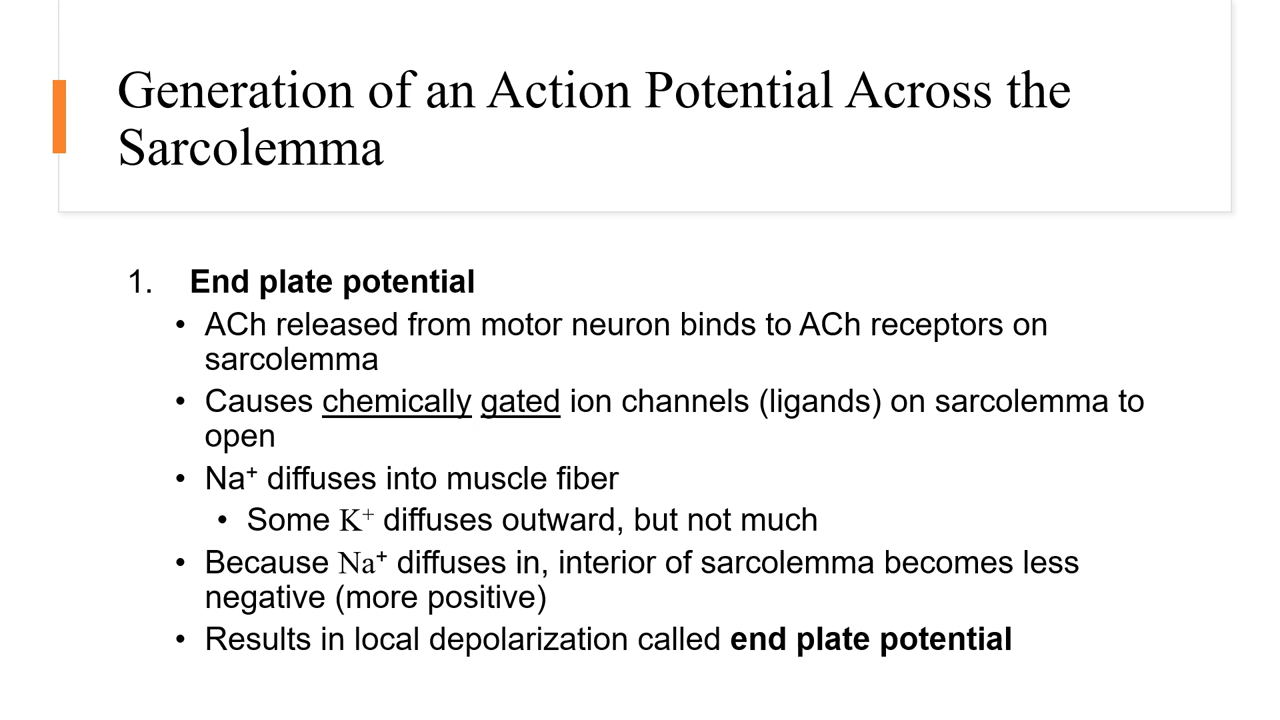 Generation of an Action Potential Across the
Sarcolemma
1. End plate potential
• ACh released from motor neuron binds to ACh receptors on
sarcolemma
• Causes chemically gated ion channels (ligands) on sarcolemma to
open
• Na⁺ diffuses into muscle fiber
• Some K⁺ diffuses outward, but not much
• Because Na⁺ diffuses in, interior of sarcolemma becomes less
negative (more positive)
• Results in local depolarization called end plate potential